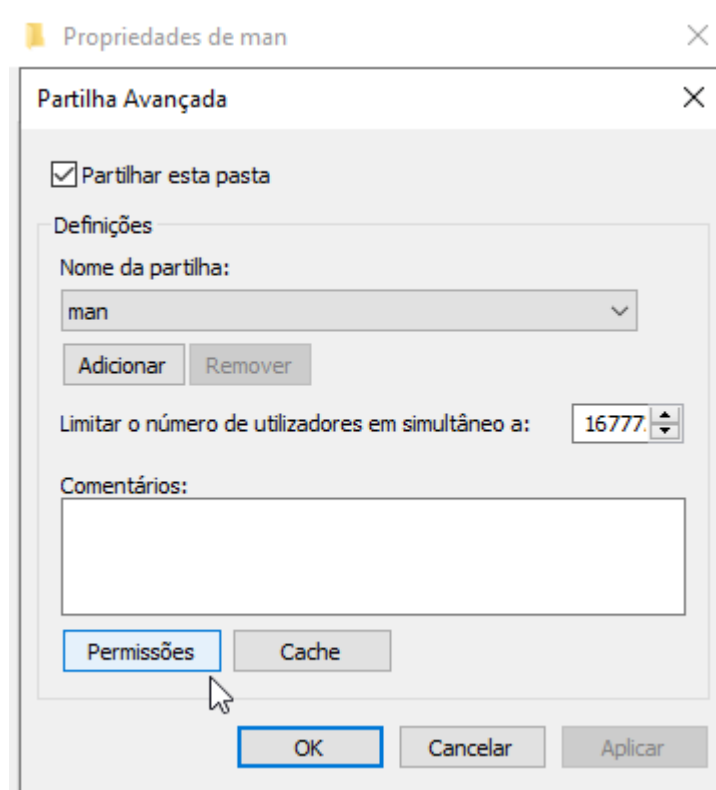 Propriedades de man
Partilha Avançada
Partilhar esta pasta
Definições
Nome da partilha:
man
Adicionar Remover
Limitar o número de utilizadores em simultâneo a: 16777
Comentários:
Permissões Cache
OK Cancelar Aplicar